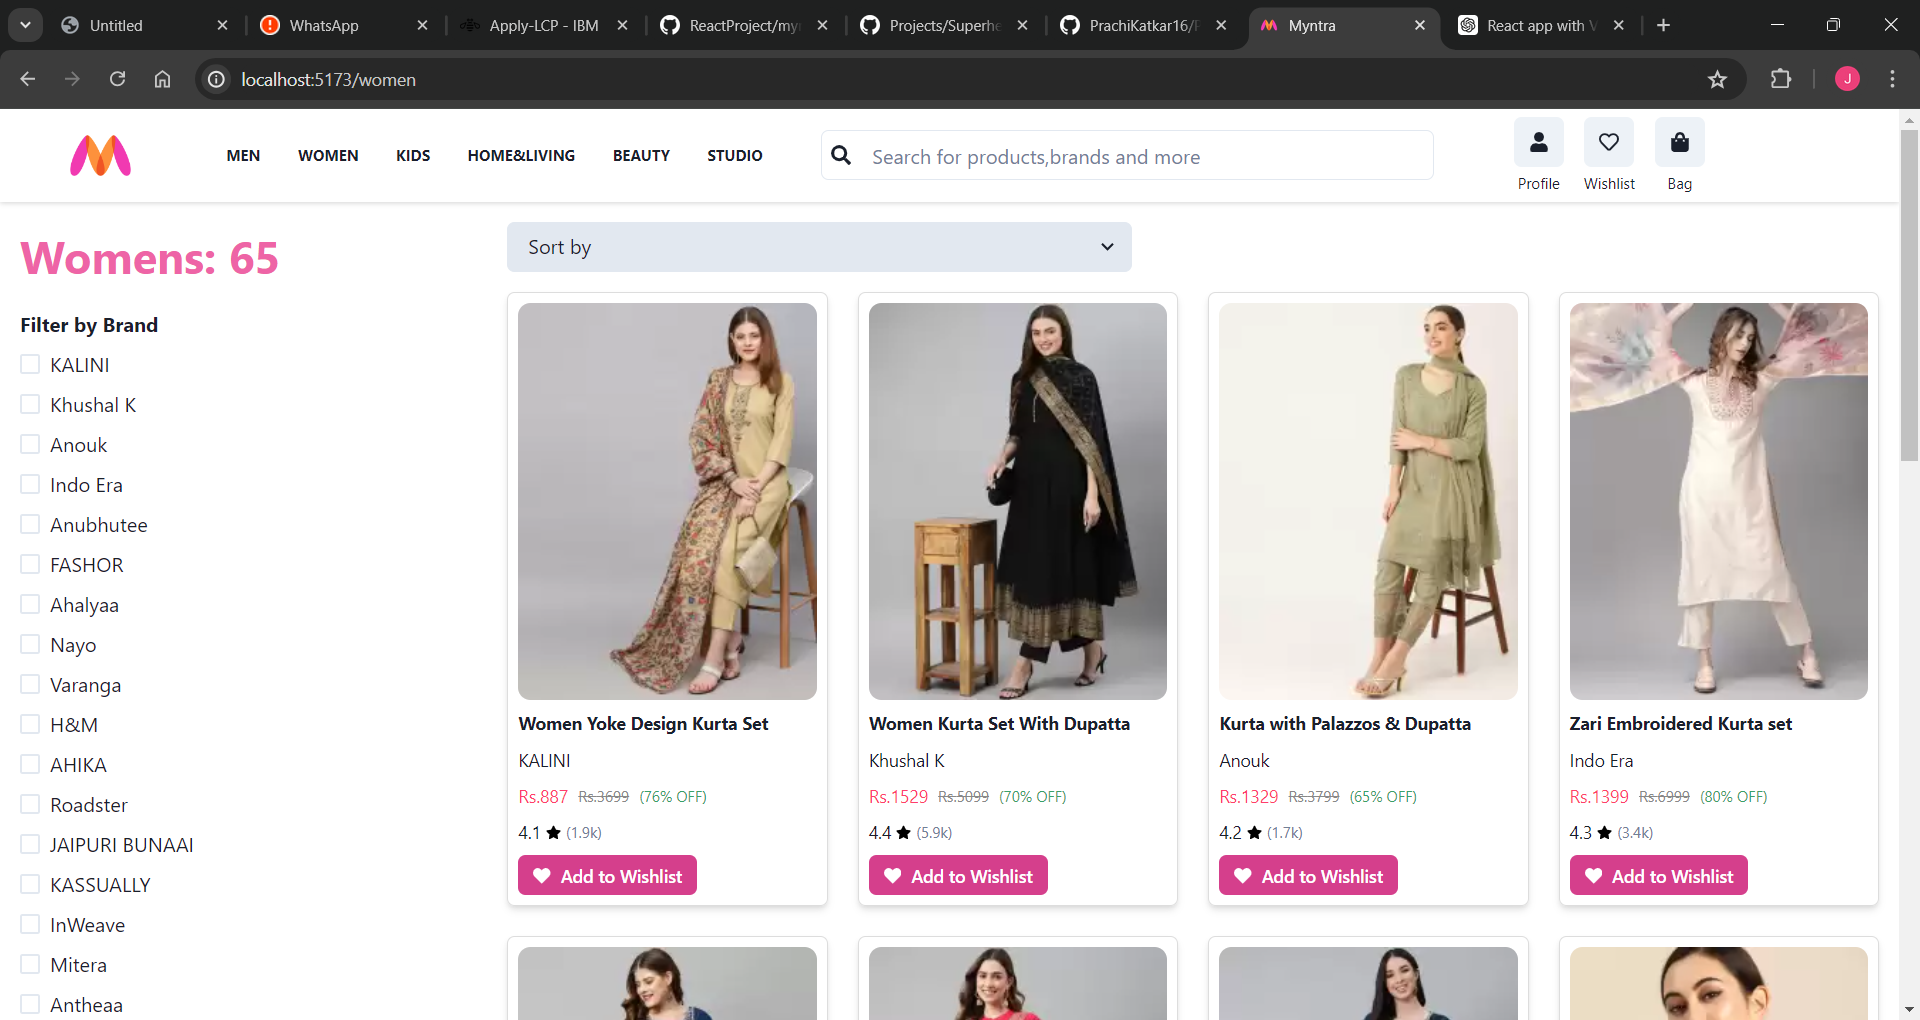 Untitled
WhatsApp
Apply-LCP - IBM
ReactProject/my
Projects/Superhe
PrachiKatkar16/
Myntra
React app with V
localhost:5173/women
J
MEN WOMEN KIDS HOME&LIVING BEAUTY STUDIO
Search for products,brands and more
Profile Wishlist Bag
Womens: 65
Sort by
Filter by Brand
KALINI
Khushal K
Anouk
Indo Era
Anubhutee
FASHOR
Ahalyaa
Nayo
Varanga
H&M
AHIKA
Roadster
JAIPURI BUNAAI
KASSUALLY
InWeave
Mitera
Antheaa
Women Yoke Design Kurta Set
KALINI
Rs.887 Rs.3699 (76% OFF)
4.1 ★ (1.9k)
Add to Wishlist
Women Kurta Set With Dupatta
Khushal K
Rs.1529 Rs.5099 (70% OFF)
4.4 ★ (5.9k)
Add to Wishlist
Kurta with Palazzos & Dupatta
Anouk
Rs.1329 Rs.3799 (65% OFF)
4.2 ★ (1.7k)
Add to Wishlist
Zari Embroidered Kurta set
Indo Era
Rs.1399 Rs.6999 (80% OFF)
4.3 ★ (3.4k)
Add to Wishlist